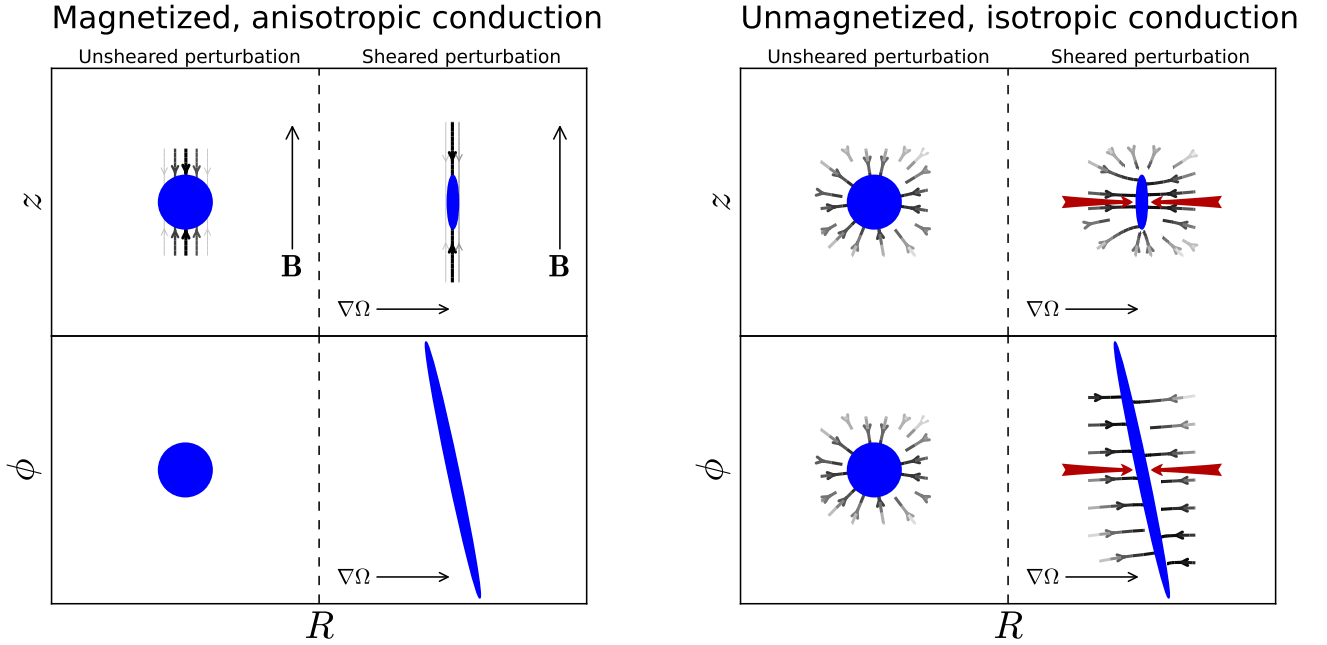 Magnetized, anisotropic conduction
Unsheared perturbation
Sheared perturbation
z
B
B
∇Ω
ϕ
∇Ω
R
Unmagnetized, isotropic conduction
Unsheared perturbation
Sheared perturbation
z
∇Ω
ϕ
∇Ω
R